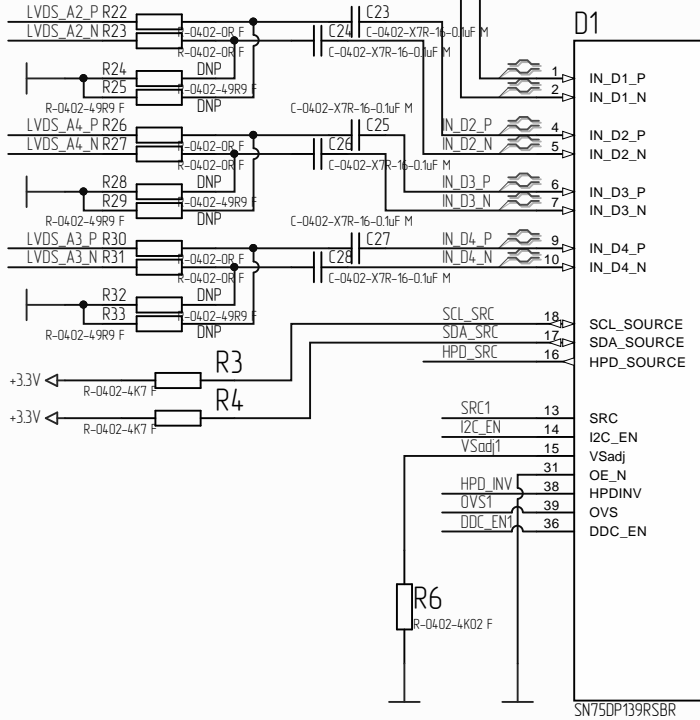 LVDS_A2_P R22
C23
LVDS_A2_N R23
R-0402-0R F
C-0402-X7R-16-0.1uF M
C24
R-0402-0R F
C-0402-X7R-16-0.1uF M
R24 DNP
R25
R-0402-49R9 F
R-0402-49R9 F
DNP
C-0402-X7R-16-0.1uF M
LVDS_A4_P R26
C25
LVDS_A4_N R27
R-0402-0R F
C26
R-0402-0R F
C-0402-X7R-16-0.1uF M
R28 DNP
R29
R-0402-49R9 F
R-0402-49R9 F
DNP
C-0402-X7R-16-0.1uF M
LVDS_A3_P R30
C27
LVDS_A3_N R31
R-0402-0R F
C28
R-0402-0R F
C-0402-X7R-16-0.1uF M
R32 DNP
R33
R-0402-49R9 F
R-0402-49R9 F
DNP
+3.3V
R3
R-0402-4K7 F
+3.3V
R4
R-0402-4K7 F
D1
1 IN_D1_P
2 IN_D1_N
IN_D2_P 4 IN_D2_P
IN_D2_N 5 IN_D2_N
IN_D3_P 6 IN_D3_P
IN_D3_N 7 IN_D3_N
IN_D4_P 9 IN_D4_P
IN_D4_N 10 IN_D4_N
SCL_SRC 18 SCL_SOURCE
SDA_SRC 17 SDA_SOURCE
HPD_SRC 16 HPD_SOURCE
SRC1 13 SRC
I2C_EN 14 I2C_EN
VSadj1 15 VSadj
31 OE_N
HPD_INV 38 HPDINV
OVS1 39 OVS
DDC_EN1 36 DDC_EN
R6
R-0402-4K02 F
SN75DP139RSBR